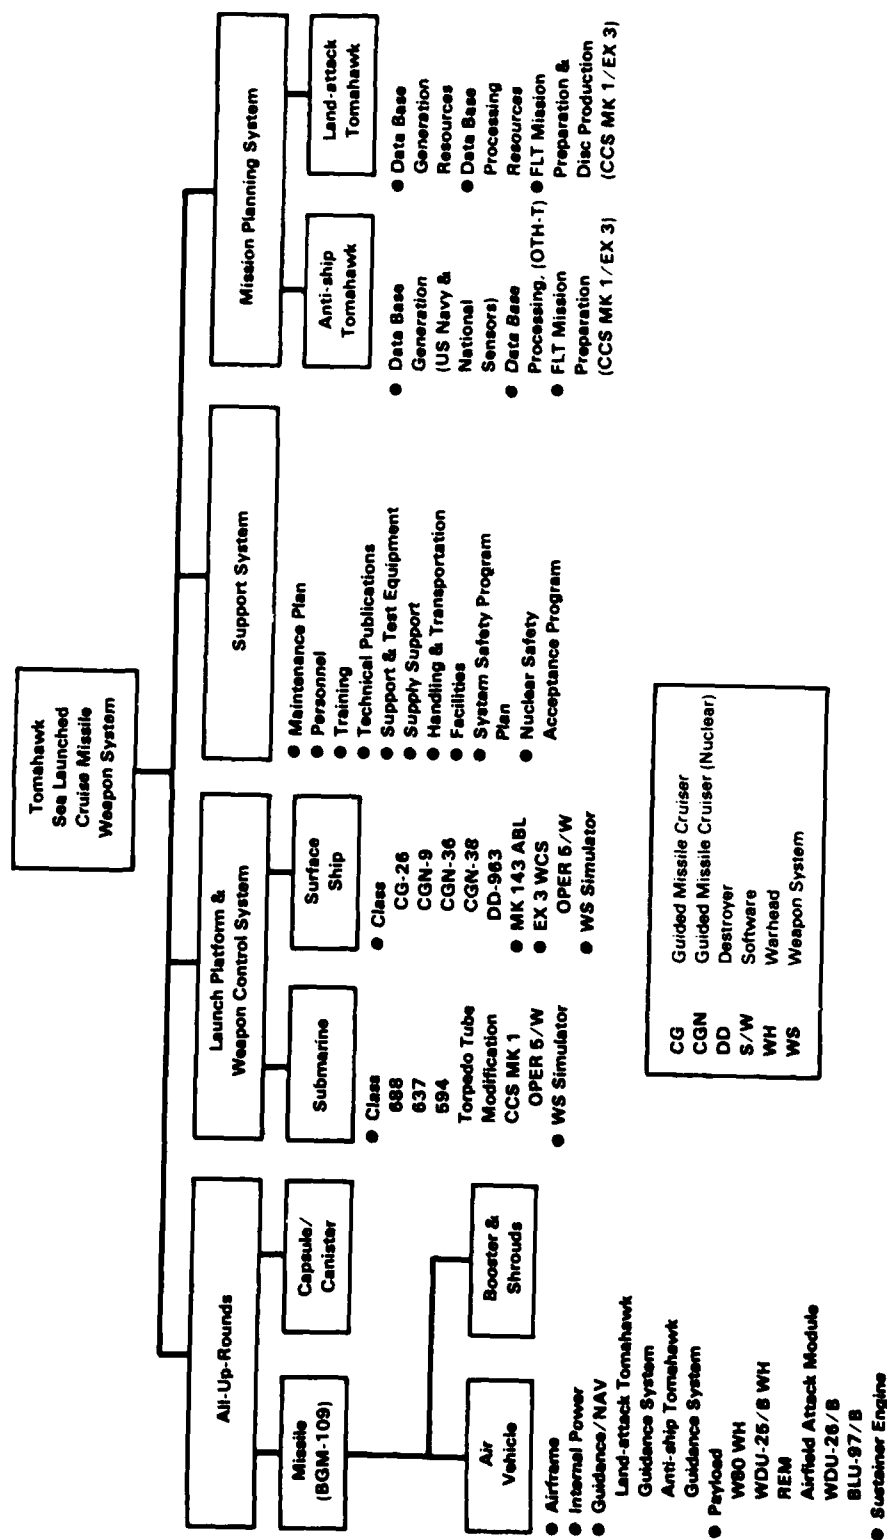 Tomahawk
Sea Launched
Cruise Missile
Weapon System
All-Up-Rounds
Missile
(BGM-109)
Capsule/
Canister
Air
Vehicle
Booster &
Shrouds
● Airframe
● Internal Power
● Guidance/NAV
Land-attack Tomahawk
Guidance System
Anti-ship Tomahawk
Guidance System
● Payload
W80 WH
WDU-25/B WH
REM
Airfield Attack Module
WDU-26/B
BLU-97/B
● Sustainer Engine
Launch Platform &
Weapon Control System
Submarine
● Class
688
637
594
Torpedo Tube
Modification
CCS MK 1
OPER S/W
● WS Simulator
Surface
Ship
● Class
CG-26
CGN-9
CGN-36
CGN-38
DD-963
● MK 143 ABL
● EX 3 WCS
OPER S/W
● WS Simulator
Support System
● Maintenance Plan
● Personnel
● Training
● Technical Publications
● Support & Test Equipment
● Supply Support
● Handling & Transportation
● Facilities
● System Safety Program
Plan
● Nuclear Safety
Acceptance Program
Mission Planning System
Anti-ship
Tomahawk
● Data Base
Generation
(US Navy &
National
Sensors)
● Data Base
Processing, (OTH-T)
● FLT Mission
Preparation
(CCS MK 1/EX 3)
Land-attack
Tomahawk
● Data Base
Generation
Resources
● Data Base
Processing
Resources
● FLT Mission
Preparation &
Disc Production
(CCS MK 1/EX 3)
CG Guided Missile Cruiser
CGN Guided Missile Cruiser (Nuclear)
DD Destroyer
S/W Software
WH Warhead
WS Weapon System